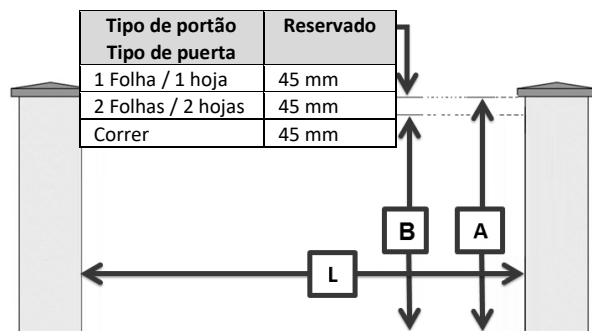 Tipo de portão Reservado
Tipo de puerta
1 Folha / 1 hoja 45 mm
2 Folhas / 2 hojas 45 mm
Correr 45 mm
B A
L